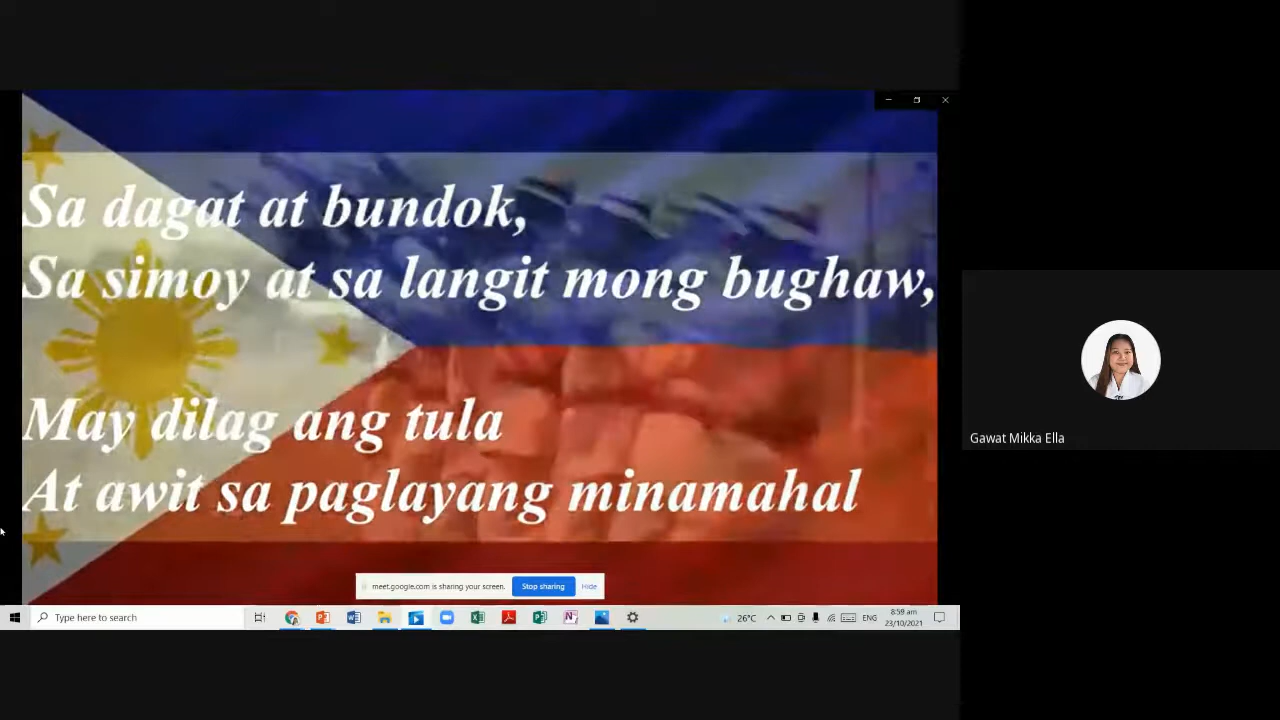 Sa dagat at bundok,
Sa simoy at sa langit mong bughaw,
May dilag ang tula
At awit sa paglayang minamahal
Gawat Mikka Ella
meet.google.com is sharing your screen.
Stop sharing
Hide
Type here to search
26°C
ENG
8:59 am
23/10/2021